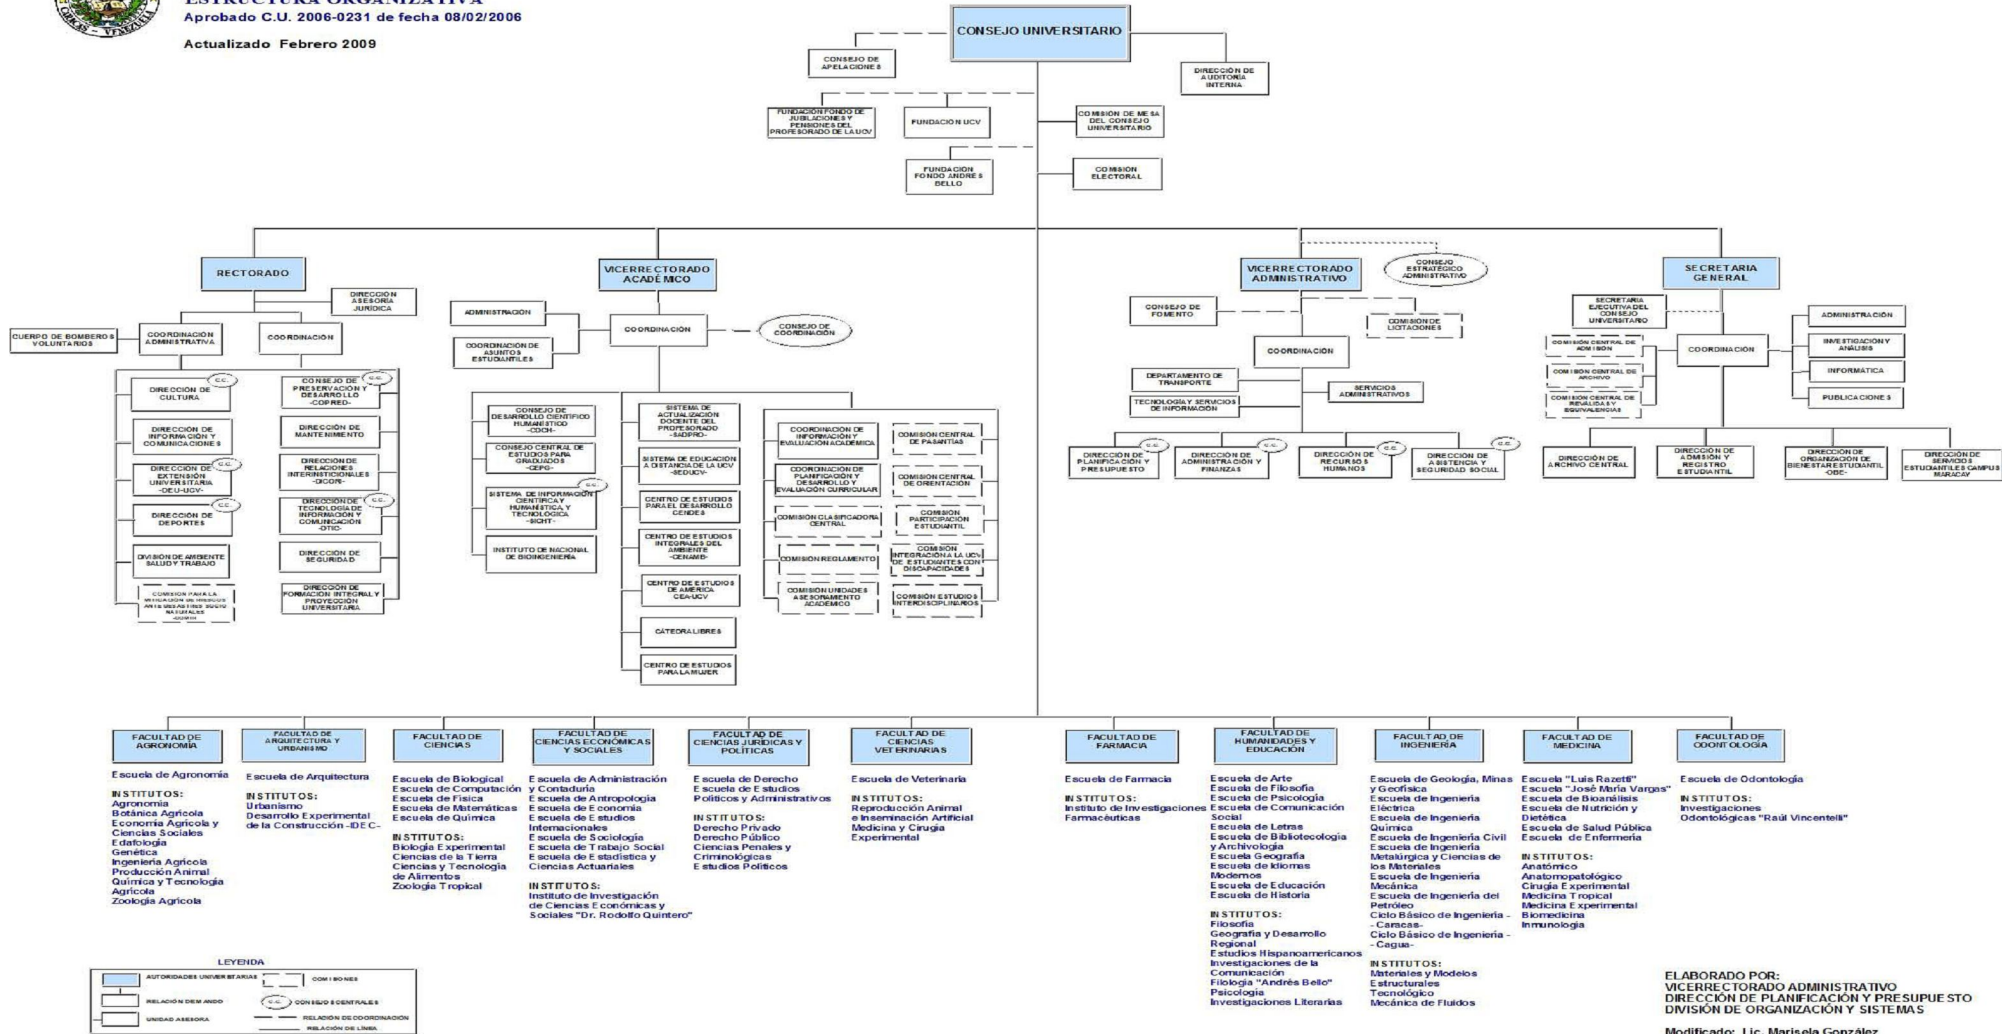 ESTRUCTURA ORGANIZATIVA
Aprobado C.U. 2006-0231 de fecha 08/02/2006
Actualizado Febrero 2009
CONSEJO UNIVERSITARIO
CONSEJO DE
APELACIONES
DIRECCIÓN DE
AUDITORÍA
INTERNA
FUNDACIÓN FONDO DE
JUBILACIONES Y
PENSIONES DEL
PROFESORADO DE LA UCV
FUNDACIÓN UCV
COMISIÓN DE MESA
DEL CONSEJO
UNIVERSITARIO
FUNDACIÓN
FONDO ANDRÉS
BELLO
COMISIÓN
ELECTORAL
RECTORADO
DIRECCIÓN
ASESORÍA
JURÍDICA
CUERPO DE BOMBEROS
VOLUNTARIOS
COORDINACIÓN
ADMINISTRATIVA
COORDINACIÓN
DIRECCIÓN DE
CULTURA
C.C.
DIRECCIÓN DE
INFORMACIÓN Y
COMUNICACIONES
DIRECCIÓN DE
EXTENSIÓN
UNIVERSITARIA
-DEU-UCV-
C.C.
DIRECCIÓN DE
DEPORTES
C.C.
DIVISIÓN DE AMBIENTE
SALUD Y TRABAJO
COMISIÓN PARA LA
MITIGACIÓN DE RIESGOS
ANTE DESASTRES SOCIO
NATURALES
CONSEJO DE
PRESERVACIÓN Y
DESARROLLO
-COPRED-
C.C.
DIRECCIÓN DE
MANTENIMIENTO
DIRECCIÓN DE
RELACIONES
INTERINSTICIONALES
-DICORI-
DIRECCIÓN DE
TECNOLOGÍA DE
INFORMACIÓN Y
COMUNICACIÓN
-DTIC-
C.C.
DIRECCIÓN DE
SEGURIDAD
DIRECCIÓN DE
FORMACIÓN INTEGRAL Y
PROYECCIÓN
UNIVERSITARIA
VICERRECTORADO
ACADÉMICO
ADMINISTRACIÓN
COORDINACIÓN DE
ASUNTOS
ESTUDIANTILES
COORDINACIÓN
CONSEJO DE
COORDINACIÓN
CONSEJO DE
DESARROLLO CIENTÍFICO
HUMANÍSTICO
-CDCH-
CONSEJO CENTRAL DE
ESTUDIOS PARA
GRADUADOS
-CEPG-
SISTEMA DE INFORMACIÓN
CIENTÍFICA Y
HUMANÍSTICA Y
TECNOLÓGICA
-SICHT-
C.C.
INSTITUTO DE NACIONAL
DE BIOINGENIERÍA
SISTEMA DE
ACTUALIZACIÓN
DOCENTE DEL
PROFESORADO
-SADPRO-
SISTEMA DE EDUCACIÓN
A DISTANCIA DE LA UCV
-SEDUCV-
CENTRO DE ESTUDIOS
PARA EL DESARROLLO
CENDES
CENTRO DE ESTUDIOS
INTEGRALES DEL
AMBIENTE
-CENAMB-
CENTRO DE ESTUDIOS
DE AMÉRICA
CEA-UCV
CÁTEDRA LIBRES
CENTRO DE ESTUDIOS
PARA LA MUJER
COORDINACIÓN DE
INFORMACIÓN Y
EVALUACIÓN ACADÉMICA
COORDINACIÓN DE
PLANIFICACIÓN Y
DESARROLLO Y
EVALUACIÓN CURRICULAR
COMISIÓN CLASIFICADORA
CENTRAL
COMISIÓN REGLAMENTO
COMISIÓN UNIDADES
ASESORAMIENTO
ACADÉMICO
COMISIÓN CENTRAL
DE PASANTÍAS
COMISIÓN CENTRAL
DE ORIENTACIÓN
COMISIÓN
PARTICIPACIÓN
ESTUDIANTIL
COMISIÓN
INTEGRACIÓN A LA UCV
DE ESTUDIANTES CON
DISCAPACIDADES
COMISIÓN ESTUDIOS
INTERDISCIPLINARIOS
VICERRECTORADO
ADMINISTRATIVO
CONSEJO
ESTRATÉGICO
ADMINISTRATIVO
CONSEJO DE
FOMENTO
COMISIÓN DE
LICITACIONES
COORDINACIÓN
DEPARTAMENTO DE
TRANSPORTE
TECNOLOGÍA Y SERVICIOS
DE INFORMACIÓN
SERVICIOS
ADMINISTRATIVOS
DIRECCIÓN DE
PLANIFICACIÓN Y
PRESUPUESTO
C.C.
DIRECCIÓN DE
ADMINISTRACIÓN Y
FINANZAS
C.C.
DIRECCIÓN DE
RECURSOS
HUMANOS
C.C.
DIRECCIÓN DE
ASISTENCIA Y
SEGURIDAD SOCIAL
C.C.
SECRETARIA
GENERAL
SECRETARIA
EJECUTIVA DEL
CONSEJO
UNIVERSITARIO
COMISIÓN CENTRAL DE
ADMISIÓN
COMISIÓN CENTRAL DE
ARCHIVO
COMISIÓN CENTRAL DE
REVALIDAS Y
EQUIVALENCIAS
COORDINACIÓN
ADMINISTRACIÓN
INVESTIGACIÓN Y
ANÁLISIS
INFORMÁTICA
PUBLICACIONES
DIRECCIÓN DE
ARCHIVO CENTRAL
DIRECCIÓN DE
ADMISIÓN Y
REGISTRO
ESTUDIANTIL
DIRECCIÓN DE
ORGANIZACIÓN DE
BIENESTAR ESTUDIANTIL
-OBE-
DIRECCIÓN DE
SERVICIOS
ESTUDIANTILES CAMPUS
MARACAY
FACULTAD DE
AGRONOMÍA
Escuela de Agronomía
INSTITUTOS:
Agronomía
Botánica Agrícola
Economía Agrícola y
Ciencias Sociales
Edafología
Genética
Ingeniería Agrícola
Producción Animal
Química y Tecnología
Agrícola
Zoología Agrícola
FACULTAD DE
ARQUITECTURA Y
URBANISMO
Escuela de Arquitectura
INSTITUTOS:
Urbanismo
Desarrollo Experimental
de la Construcción -IDEC-
FACULTAD DE
CIENCIAS
Escuela de Biological
Escuela de Computación
Escuela de Física
Escuela de Matemáticas
Escuela de Química
INSTITUTOS:
Biología Experimental
Ciencias de la Tierra
Ciencias y Tecnología
de Alimentos
Zoología Tropical
FACULTAD DE
CIENCIAS ECONÓMICAS
Y SOCIALES
Escuela de Administración
y Contaduría
Escuela de Antropología
Escuela de Economía
Escuela de Estudios
Internacionales
Escuela de Sociología
Escuela de Trabajo Social
Escuela de Estadística y
Ciencias Actuariales
INSTITUTOS:
Instituto de Investigación
de Ciencias Económicas y
Sociales "Dr. Rodolfo Quintero"
FACULTAD DE
CIENCIAS JURÍDICAS Y
POLÍTICAS
Escuela de Derecho
Escuela de Estudios
Políticos y Administrativos
INSTITUTOS:
Derecho Privado
Derecho Público
Ciencias Penales y
Criminológicas
Estudios Políticos
FACULTAD DE
CIENCIAS
VETERINARIAS
Escuela de Veterinaria
INSTITUTOS:
Reproducción Animal
e Inseminación Artificial
Medicina y Cirugía
Experimental
FACULTAD DE
FARMACIA
Escuela de Farmacia
INSTITUTOS:
Instituto de Investigaciones
Farmacéuticas
FACULTAD DE
HUMANIDADES Y
EDUCACIÓN
Escuela de Arte
Escuela de Filosofía
Escuela de Psicología
Escuela de Comunicación
Social
Escuela de Letras
Escuela de Bibliotecología
y Archivología
Escuela Geografía
Escuela de Idiomas
Modernos
Escuela de Educación
Escuela de Historia
INSTITUTOS:
Filosofía
Geografía y Desarrollo
Regional
Estudios Hispanoamericanos
Investigaciones de la
Comunicación
Filología "Andrés Bello"
Psicología
Investigaciones Literarias
FACULTAD DE
INGENIERÍA
Escuela de Geología, Minas
y Geofísica
Escuela de Ingeniería
Eléctrica
Escuela de Ingeniería
Química
Escuela de Ingeniería Civil
Escuela de Ingeniería
Metalúrgica y Ciencias de
los Materiales
Escuela de Ingeniería
Mecánica
Escuela de Ingeniería del
Petróleo
Ciclo Básico de Ingeniería -
- Caracas-
Ciclo Básico de Ingeniería -
- Cagua-
INSTITUTOS:
Materiales y Modelos
Estructurales
Tecnológico
Mecánica de Fluidos
FACULTAD DE
MEDICINA
Escuela "Luis Razetti"
Escuela "José María Vargas"
Escuela de Bioanálisis
Escuela de Nutrición y
Dietética
Escuela de Salud Pública
Escuela de Enfermería
INSTITUTOS:
Anatómico
Anatomopatológico
Cirugía Experimental
Medicina Tropical
Medicina Experimental
Biomedicina
Inmunología
FACULTAD DE
ODONTOLOGÍA
Escuela de Odontología
INSTITUTOS:
Investigaciones
Odontológicas "Raúl Vincentelli"
LEYENDA
AUTORIDADES UNIVERSITARIAS
COMISIONES
RELACIÓN DE MANDO
C.C.
CONSEJOS CENTRALES
UNIDAD ASESORA
RELACIÓN DE COORDINACIÓN
RELACIÓN DE LÍNEA
ELABORADO POR:
VICERRECTORADO ADMINISTRATIVO
DIRECCIÓN DE PLANIFICACIÓN Y PRESUPUESTO
DIVISIÓN DE ORGANIZACIÓN Y SISTEMAS
Modificado: Lic. Marisela González